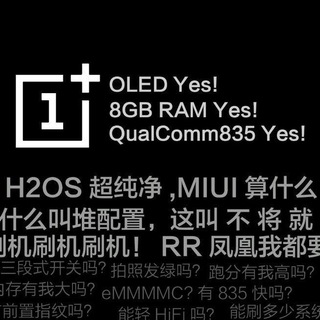 1+
OLED Yes!
8GB RAM Yes!
QualComm835 Yes!
H2OS 超纯净 ,MIUI 算什么
什么叫堆配置，这叫 不 将 就
刷机刷机刷机！ RR 凤凰我都要
三段式开关吗？ 拍照发绿吗？ 跑分有我高吗？
内存有我大吗？ eMMMMC? 有 835 快吗？
前置指纹吗？ 能轻 HiFi 吗？ 能刷多少系统